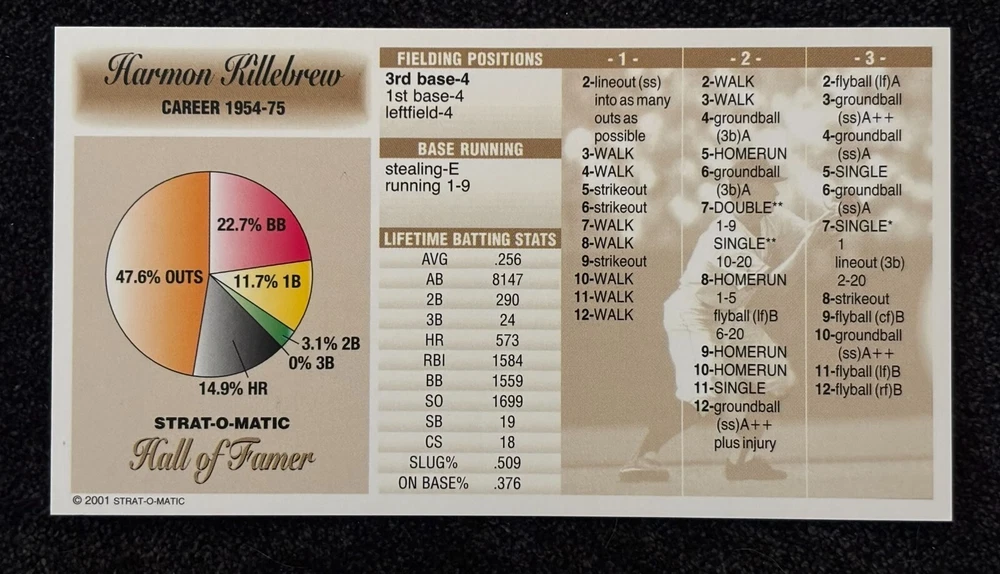 Harmon Killebrew
CAREER 1954-75
22.7% BB
47.6% OUTS
11.7% 1B
3.1% 2B
0% 3B
14.9% HR
STRAT-O-MATIC
Hall of Famer
© 2001 STRAT-O-MATIC
FIELDING POSITIONS
3rd base-4
1st base-4
leftfield-4
BASE RUNNING
stealing-E
running 1-9
LIFETIME BATTING STATS
AVG .256
AB 8147
2B 290
3B 24
HR 573
RBI 1584
BB 1559
SO 1699
SB 19
CS 18
SLUG% .509
ON BASE% .376
- 1 -
2-lineout (ss)
into as many
outs as
possible
3-WALK
4-WALK
5-strikeout
6-strikeout
7-WALK
8-WALK
9-strikeout
10-WALK
11-WALK
12-WALK
- 2 -
2-WALK
3-WALK
4-groundball
(3b)A
5-HOMERUN
6-groundball
(3b)A
7-DOUBLE**
1-9
SINGLE**
10-20
8-HOMERUN
1-5
flyball (lf)B
6-20
9-HOMERUN
10-HOMERUN
11-SINGLE
12-groundball
(ss)A++
plus injury
- 3 -
2-flyball (lf)A
3-groundball
(ss)A++
4-groundball
(ss)A
5-SINGLE
6-groundball
(ss)A
7-SINGLE*
1
lineout (3b)
2-20
8-strikeout
9-flyball (cf)B
10-groundball
(ss)A++
11-flyball (lf)B
12-flyball (rf)B